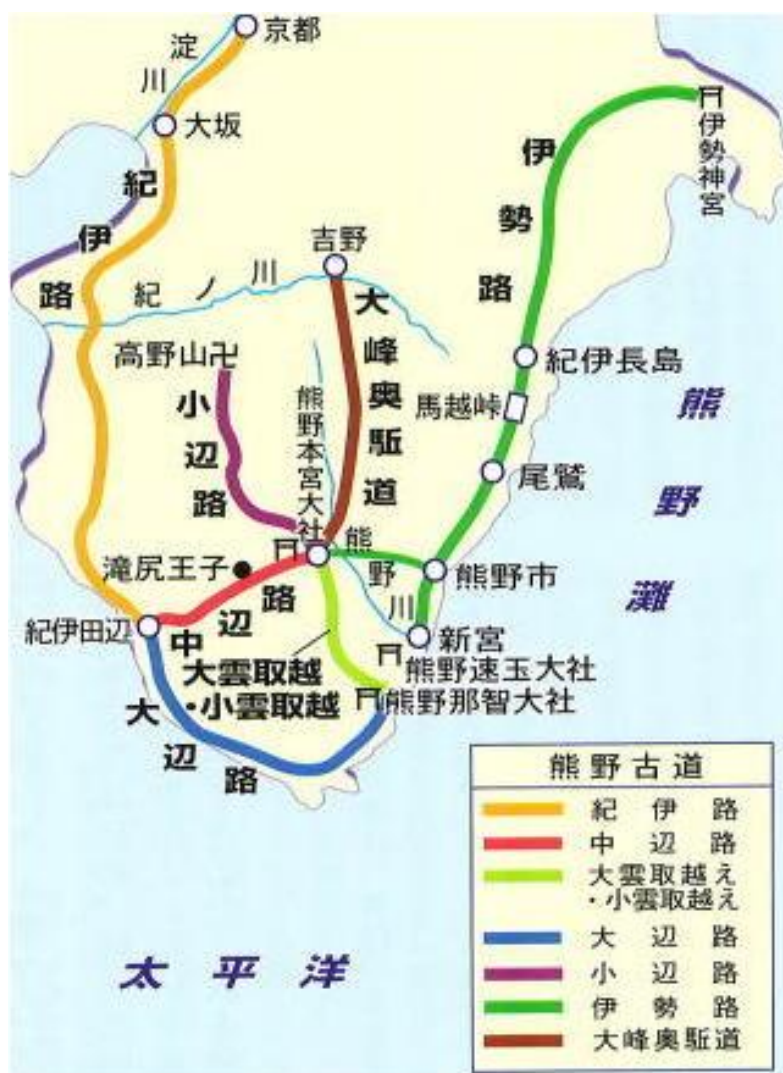 京都
淀川
大坂
紀伊路
伊勢路
伊勢神宮
吉野
紀ノ川
大峰奥駈道
高野山卍
小辺路
熊野本宮大社
紀伊長島
馬越峠
尾鷲
熊野灘
滝尻王子
熊野川
熊野市
紀伊田辺
中辺路
新宮
熊野速玉大社
大雲取越
・小雲取越
熊野那智大社
大辺路
太平洋
熊野古道
紀伊路
中辺路
大雲取越え
・小雲取越え
大辺路
小辺路
伊勢路
大峰奥駈道